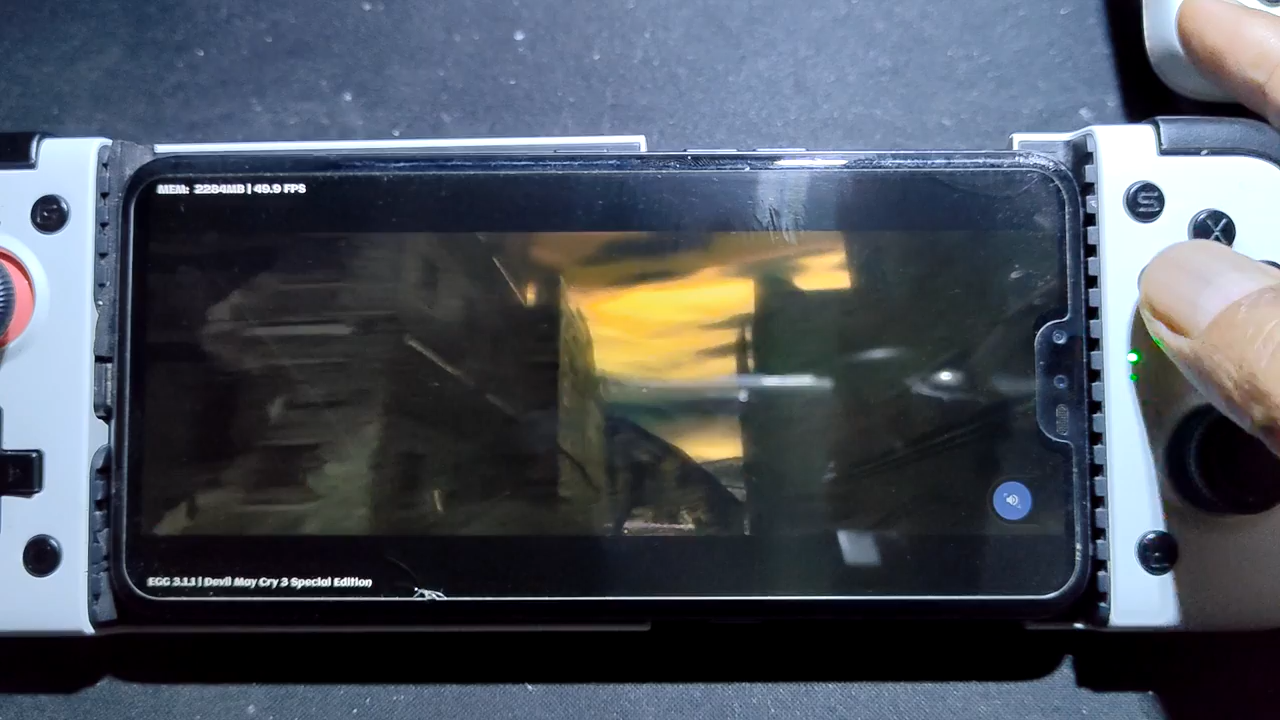 MEM: 2284MB | 49.9 FPS
S
X
EGG 3.1.1 | Devil May Cry 3 Special Edition